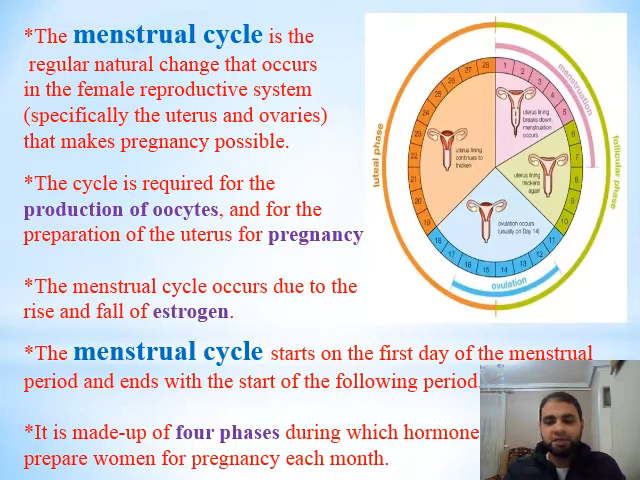 *The menstrual cycle is the
regular natural change that occurs
in the female reproductive system
(specifically the uterus and ovaries)
that makes pregnancy possible.
*The cycle is required for the
production of oocytes, and for the
preparation of the uterus for pregnancy
*The menstrual cycle occurs due to the
rise and fall of estrogen.
*The menstrual cycle starts on the first day of the menstrual
period and ends with the start of the following period.
*It is made-up of four phases during which hormone
prepare women for pregnancy each month.
luteal phase
menstruation
follicular phase
ovulation
1
2
3
4
5
6
7
8
9
10
11
12
13
14
15
16
17
18
19
20
21
22
23
24
25
26
27
28
uterus lining
breaks down,
menstruation
occurs
uterus lining
thickens
again
ovulation occurs
(usually on Day 14)
uterus lining
continues to
thicken